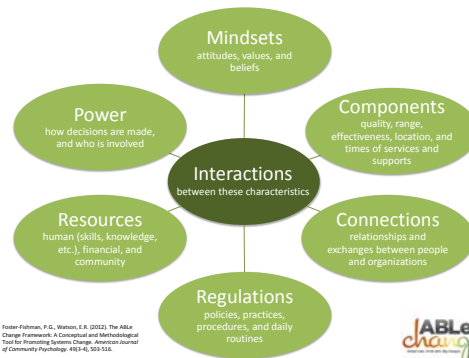 Mindsets
attitudes, values, and
beliefs
Power
how decisions are made,
and who is involved
Components
quality, range,
effectiveness, location, and
times of services and
supports
Interactions
between these characteristics
Resources
human (skills, knowledge,
etc.), financial, and
community
Connections
relationships and
exchanges between people
and organizations
Regulations
policies, practices,
procedures, and daily
routines
Foster-Fishman, P.G., Watson, E.R. (2012). The ABLe
Change Framework: A Conceptual and Methodological
Tool for Promoting Systems Change. American Journal
of Community Psychology. 49(3-4), 503-516.
ABLe
change